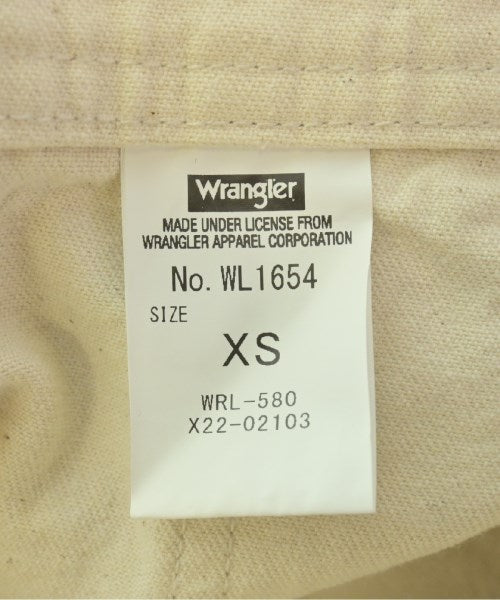 Wrangler
MADE UNDER LICENSE FROM
WRANGLER APPAREL CORPORATION
No. WL1654
SIZE
XS
WRL-580
X22-02103